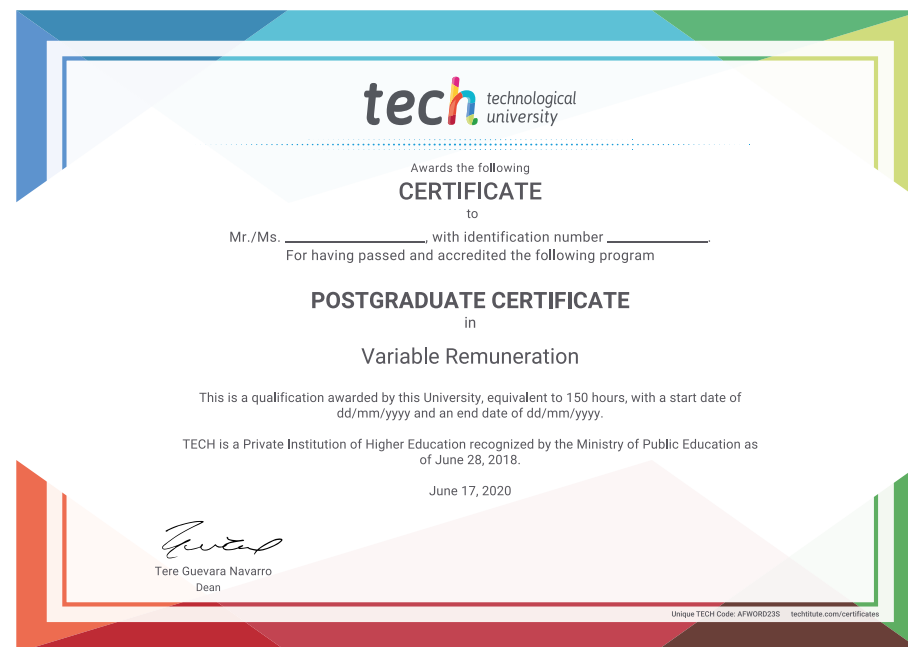 tech technological
university
Awards the following
CERTIFICATE
to
Mr./Ms. ____________________, with identification number __________________.
For having passed and accredited the following program
POSTGRADUATE CERTIFICATE
in
Variable Remuneration
This is a qualification awarded by this University, equivalent to 150 hours, with a start date of
dd/mm/yyyy and an end date of dd/mm/yyyy.
TECH is a Private Institution of Higher Education recognized by the Ministry of Public Education as
of June 28, 2018.
June 17, 2020
Tere Guevara Navarro
Dean
Unique TECH Code: AFWORD23S techtitute.com/certificates